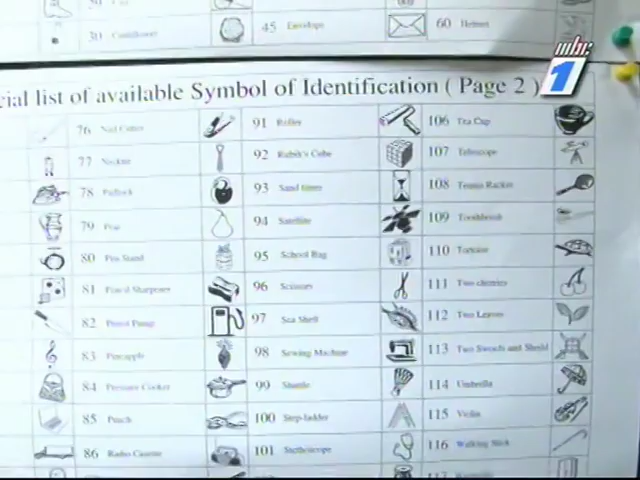 30
45 Envelope
60 Helmet
mbc
1
cial list of available Symbol of Identification ( Page 2 )
76 Nail Cutter
91 Roller
106 Tea Cup
77 Necktie
92 Rubik's Cube
107 Telescope
78 Padlock
93 Sand timer
108 Tennis Racket
79 Pear
94 Satellite
109 Toothbrush
80 Pen Stand
95 School Bag
110 Tortoise
81 Pencil Sharpener
96 Scissors
111 Two cherries
82 Petrol Pump
97 Sea Shell
112 Two Leaves
83 Pineapple
98 Sewing Machine
113 Two Swords and Shield
84 Pressure Cooker
99 Shuttle
114 Umbrella
85 Punch
100 Step-ladder
115 Violin
86 Radio Cassette
101 Stethoscope
116 Walking Stick
117